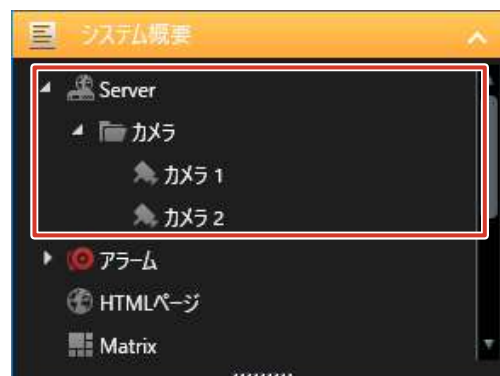 システム概要
Server
カメラ
カメラ 1
カメラ 2
アラーム
HTMLページ
Matrix